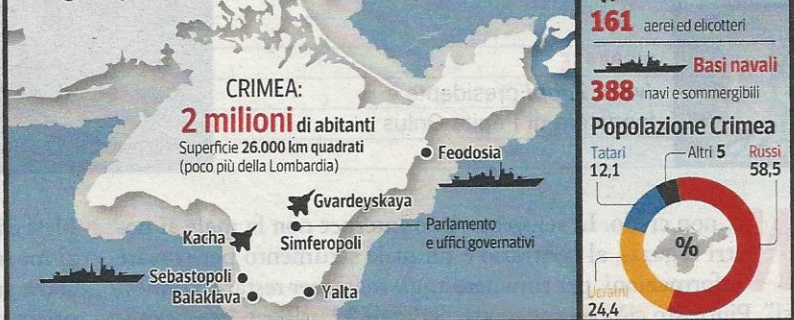 CRIMEA:
2 milioni di abitanti
Superficie 26.000 km quadrati
(poco più della Lombardia)
Feodosia
Gvardeyskaya
Parlamento
e uffici governativi
Kacha
Simferopoli
Sebastopoli
Balaklava
Yalta
161 aerei ed elicotteri
Basi navali
388 navi e sommergibili
Popolazione Crimea
Tatari
12,1
Altri 5
Russi
58,5
%
Ucraini
24,4